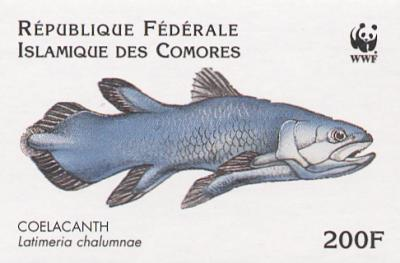 RÉPUBLIQUE FÉDÉRALE
ISLAMIQUE DES COMORES
WWF
COELACANTH
Latimeria chalumnae
200F